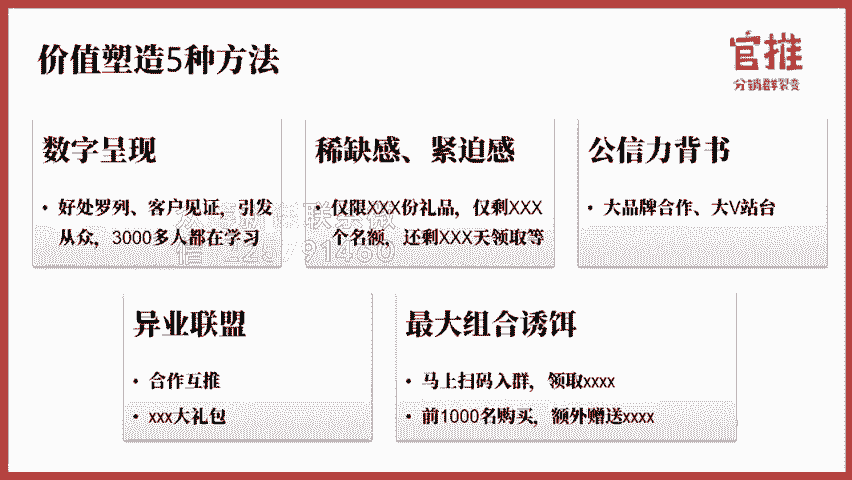 价值塑造5种方法
官推
分销群裂变
数字呈现
• 好处罗列、客户见证，引发
从众，3000多人都在学习
稀缺感、紧迫感
• 仅限XXX份礼品，仅剩XXX
个名额，还剩XXX天领取等
公信力背书
• 大品牌合作、大V站台
异业联盟
• 合作互推
• xxx大礼包
最大组合诱饵
• 马上扫码入群，领取xxxx
• 前1000名购买，额外赠送xxxx